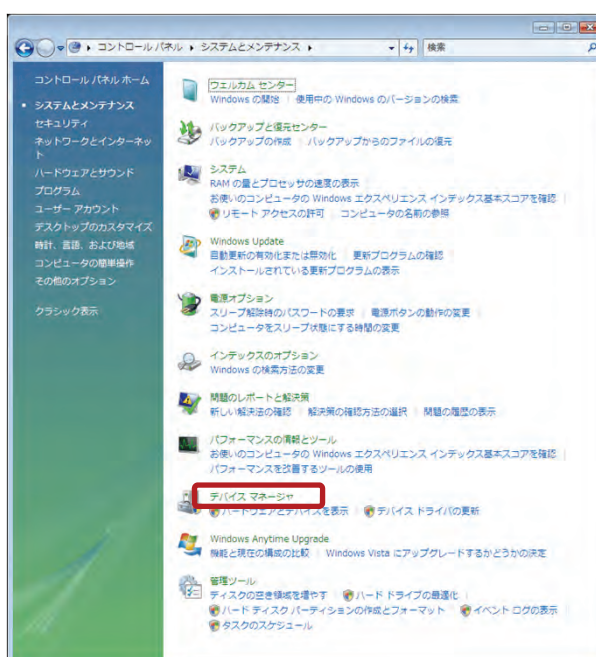 コントロール パネル ▸ システムとメンテナンス ▸
検索
コントロール パネル ホーム
システムとメンテナンス
セキュリティ
ネットワークとインターネッ
ト
ハードウェアとサウンド
プログラム
ユーザー アカウント
デスクトップのカスタマイズ
時計、言語、および地域
コンピュータの簡単操作
その他のオプション
クラシック表示
ウェルカム センター
Windows の開始 | 使用中の Windows のバージョンの検索
バックアップと復元センター
バックアップの作成 | バックアップからのファイルの復元
システム
RAM の量とプロセッサの速度の表示
お使いのコンピュータの Windows エクスペリエンス インデックス基本スコアを確認
リモート アクセスの許可 | コンピュータの名前の参照
Windows Update
自動更新の有効化または無効化 | 更新プログラムの確認
インストールされている更新プログラムの表示
電源オプション
スリープ解除時のパスワードの要求 | 電源ボタンの動作の変更
コンピュータをスリープ状態にする時間の変更
インデックスのオプション
Windows の検索方法の変更
問題のレポートと解決策
新しい解決法の確認 | 解決策の確認方法の選択 | 問題の履歴の表示
パフォーマンスの情報とツール
お使いのコンピュータの Windows エクスペリエンス インデックス基本スコアを確認
パフォーマンスを改善するツールの使用
デバイス マネージャ
ハードウェアとデバイスを表示 | デバイス ドライバの更新
Windows Anytime Upgrade
機能と現在の構成の比較 | Windows Vista にアップグレードするかどうかの決定
管理ツール
ディスクの空き領域を増やす | ハード ドライブの最適化
ハード ディスク パーティションの作成とフォーマット | イベント ログの表示
タスクのスケジュール